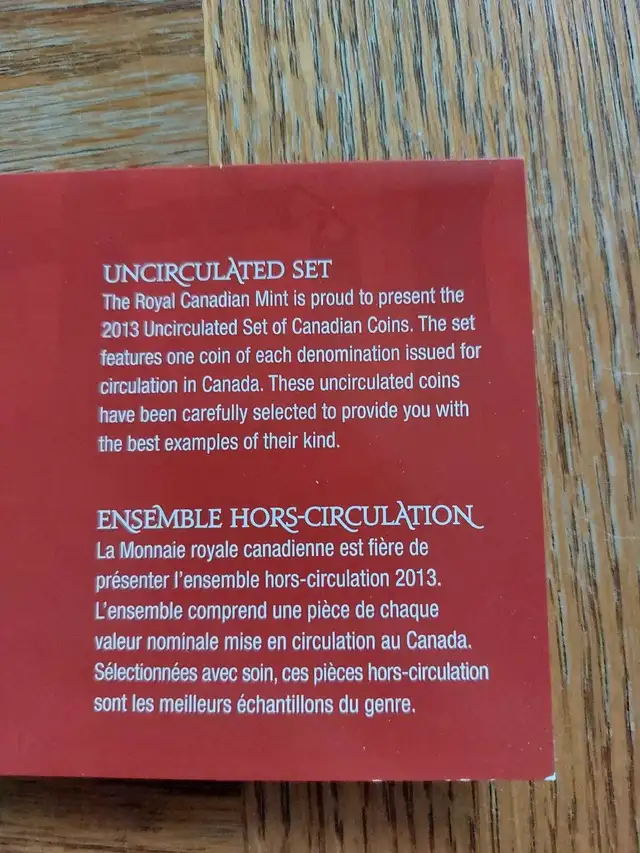 UNCIRCULATED SET
The Royal Canadian Mint is proud to present the
2013 Uncirculated Set of Canadian Coins. The set
features one coin of each denomination issued for
circulation in Canada. These uncirculated coins
have been carefully selected to provide you with
the best examples of their kind.
ENSEMBLE HORS-CIRCULATION
La Monnaie royale canadienne est fière de
présenter l'ensemble hors-circulation 2013.
L'ensemble comprend une pièce de chaque
valeur nominale mise en circulation au Canada.
Sélectionnées avec soin, ces pièces hors-circulation
sont les meilleurs échantillons du genre.